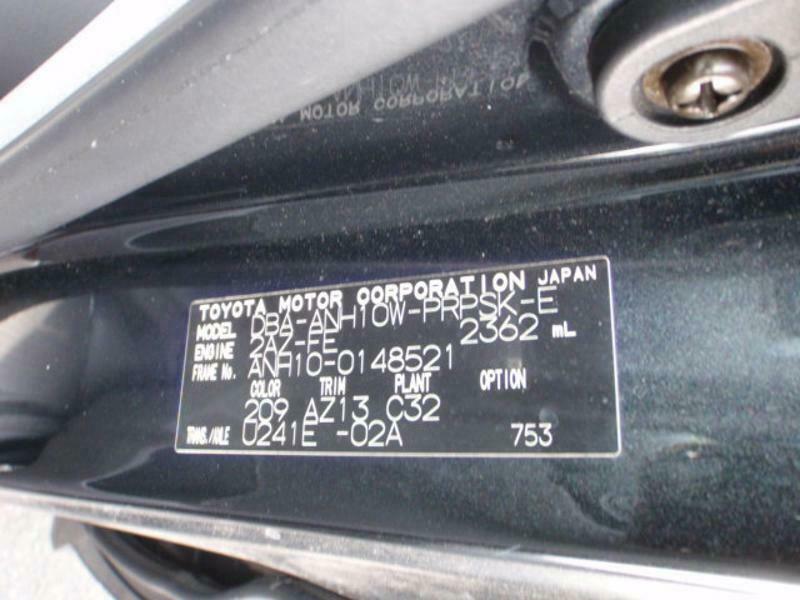 TOYOTA MOTOR CORPORATION JAPAN
MODEL DBA-ANH10W-PRPSK-E
ENGINE 2AZ-FE 2362 mL
FRAME No. ANH10-0148521
COLOR TRIM PLANT OPTION
209 AZ13 C32
TRANS./AXLE U241E -02A 753